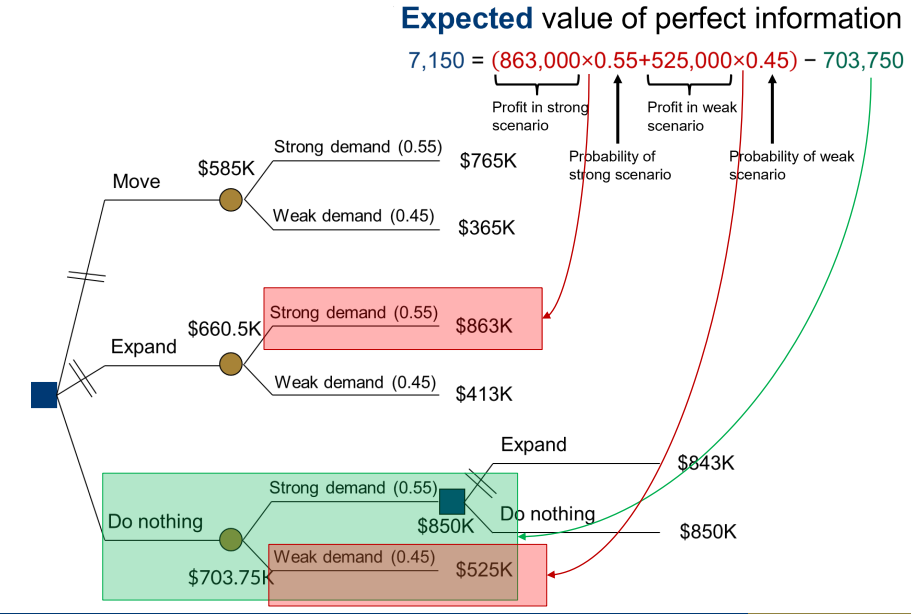 Expected value of perfect information
7,150 = (863,000×0.55+525,000×0.45) − 703,750
Profit in strong
scenario
Profit in weak
scenario
Probability of
strong scenario
Probability of weak
scenario
Move
$585K
Strong demand (0.55)
$765K
Weak demand (0.45)
$365K
Expand
$660.5K
Strong demand (0.55)
$863K
Weak demand (0.45)
$413K
Do nothing
$703.75K
Strong demand (0.55)
$850K
Expand
$843K
Do nothing
$850K
Weak demand (0.45)
$525K